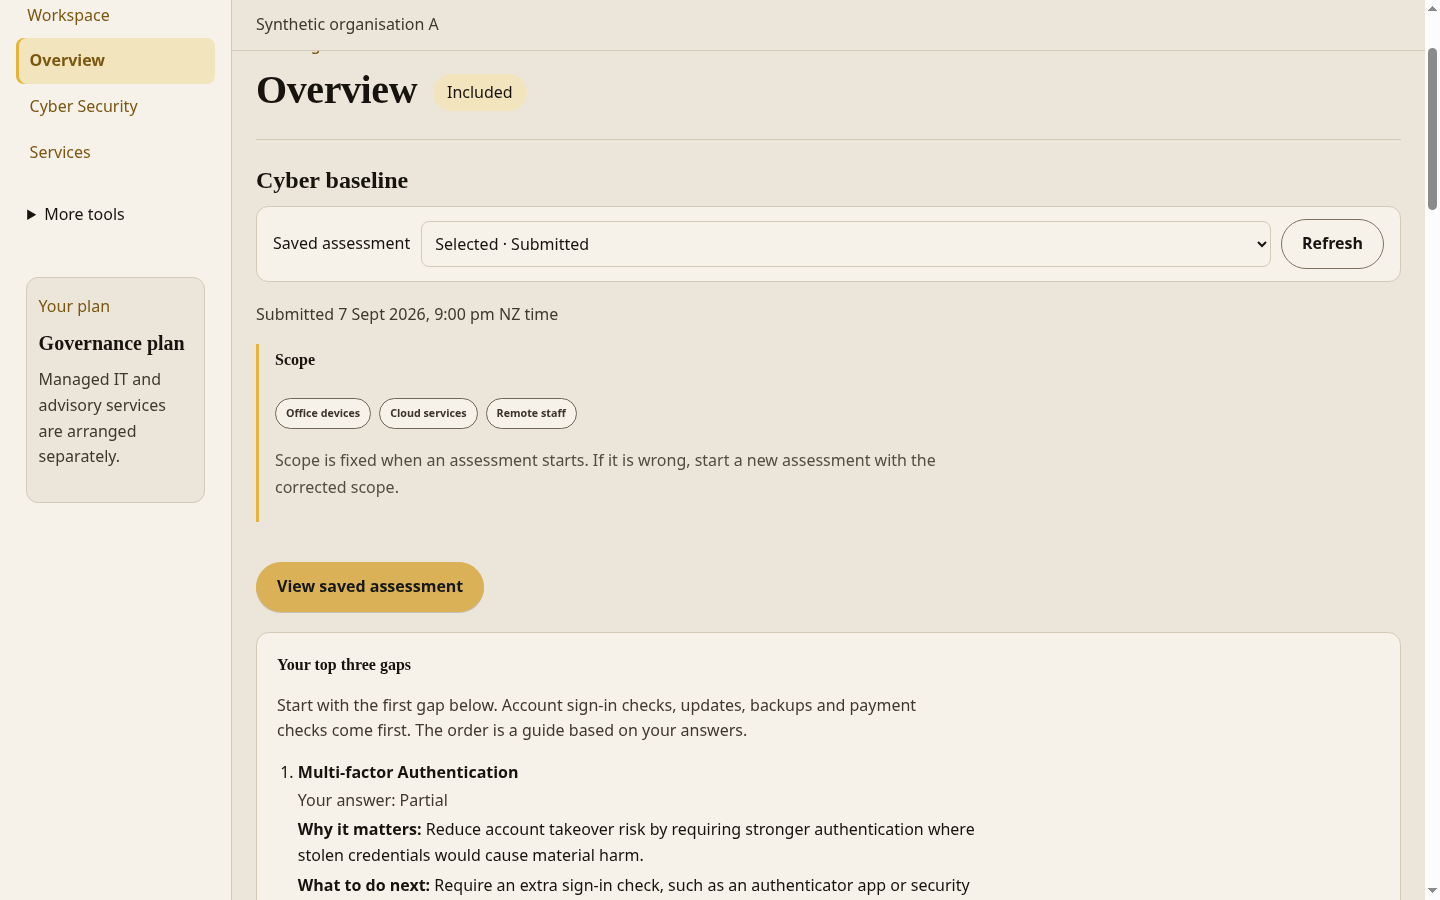 Workspace
Overview
Cyber Security
Services
More tools
Your plan
Governance plan
Managed IT and
advisory services
are arranged
separately.
Synthetic organisation A
Overview
Included
Cyber baseline
Saved assessment
Selected · Submitted
Refresh
Submitted 7 Sept 2026, 9:00 pm NZ time
Scope
Office devices
Cloud services
Remote staff
Scope is fixed when an assessment starts. If it is wrong, start a new assessment with the
corrected scope.
View saved assessment
Your top three gaps
Start with the first gap below. Account sign-in checks, updates, backups and payment
checks come first. The order is a guide based on your answers.
1. Multi-factor Authentication
Your answer: Partial
Why it matters: Reduce account takeover risk by requiring stronger authentication where
stolen credentials would cause material harm.
What to do next: Require an extra sign-in check, such as an authenticator app or security